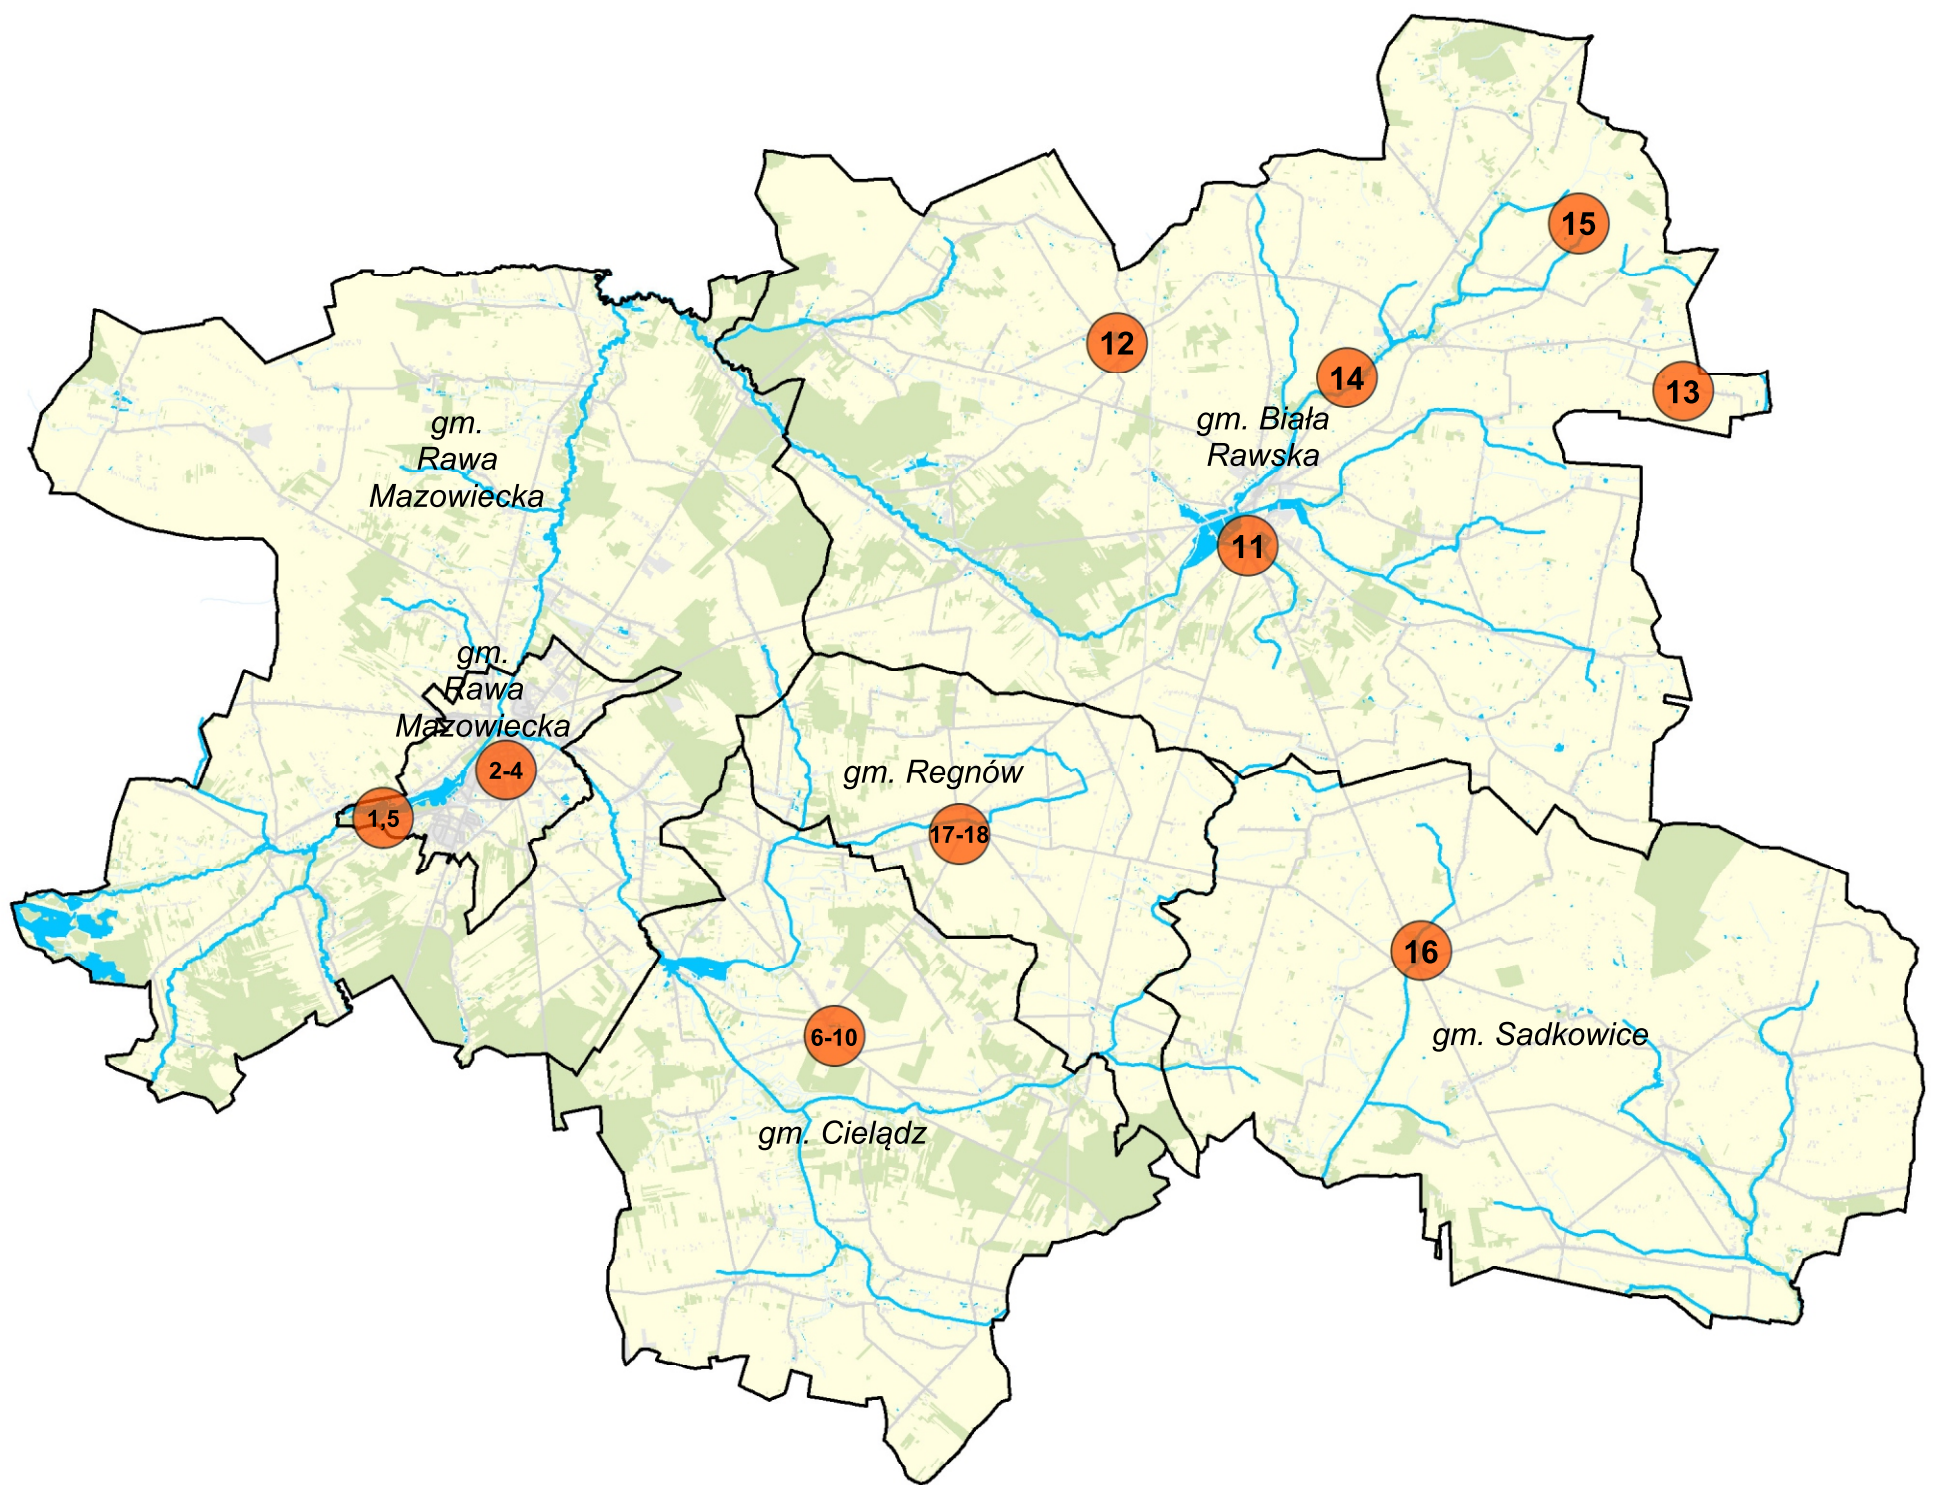 15
12
14
13
gm. Biała
Rawska
gm.
Rawa
Mazowiecka
11
gm.
Rawa
Mazowiecka
2-4
gm. Regnów
1,5
17-18
16
6-10
gm. Sadkowice
gm. Cielądz